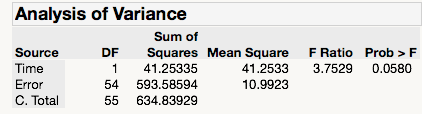 Analysis of Variance
Sum of
Source DF Squares Mean Square F Ratio Prob > F
Time 1 41.25335 41.2533 3.7529 0.0580
Error 54 593.58594 10.9923
C. Total 55 634.83929